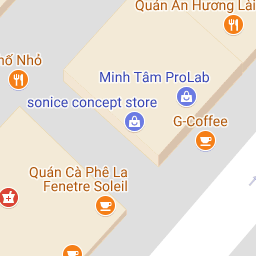 Quán Ăn Hương Lài
hố Nhỏ
Minh Tâm ProLab
sonice concept store
G-Coffee
Quán Cà Phê La
Fenetre Soleil